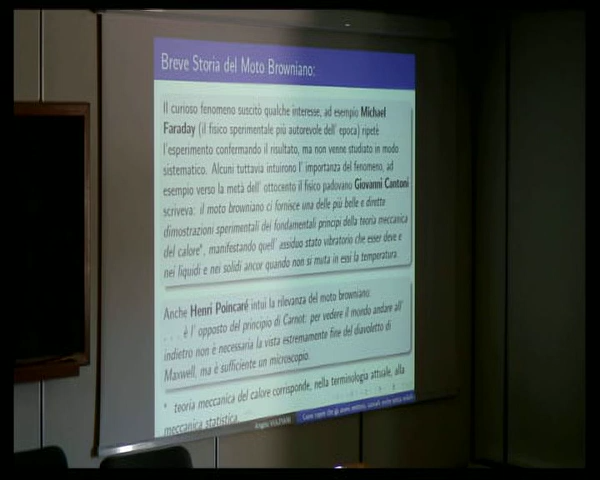 Breve Storia del Moto Browniano:
Il curioso fenomeno suscitò qualche interesse, ad esempio Michael
Faraday (il fisico sperimentale più autorevole dell' epoca) ripetè
l'esperimento confermando il risultato, ma non venne studiato in modo
sistematico. Alcuni tuttavia intuirono l' importanza del fenomeno, ad
esempio verso la metà dell' ottocento il fisico padovano Giovanni Cantoni
scriveva: il moto browniano ci fornisce una delle più belle e dirette
dimostrazioni sperimentali dei fondamentali principi della teoria meccanica
del calore*, manifestando quell' assiduo stato vibratorio che esser deve e
nei liquidi e nei solidi ancor quando non si muta in essi la temperatura.
Anche Henri Poincaré intuì la rilevanza del moto browniano:
. . . è l' opposto del principio di Carnot: per vedere il mondo andare all'
indietro non è necessaria la vista estremamente fine del diavoletto di
Maxwell, ma è sufficiente un microscopio.
* teoria meccanica del calore corrisponde, nella terminologia attuale, alla
meccanica statistica.
Angelo VULPIANI